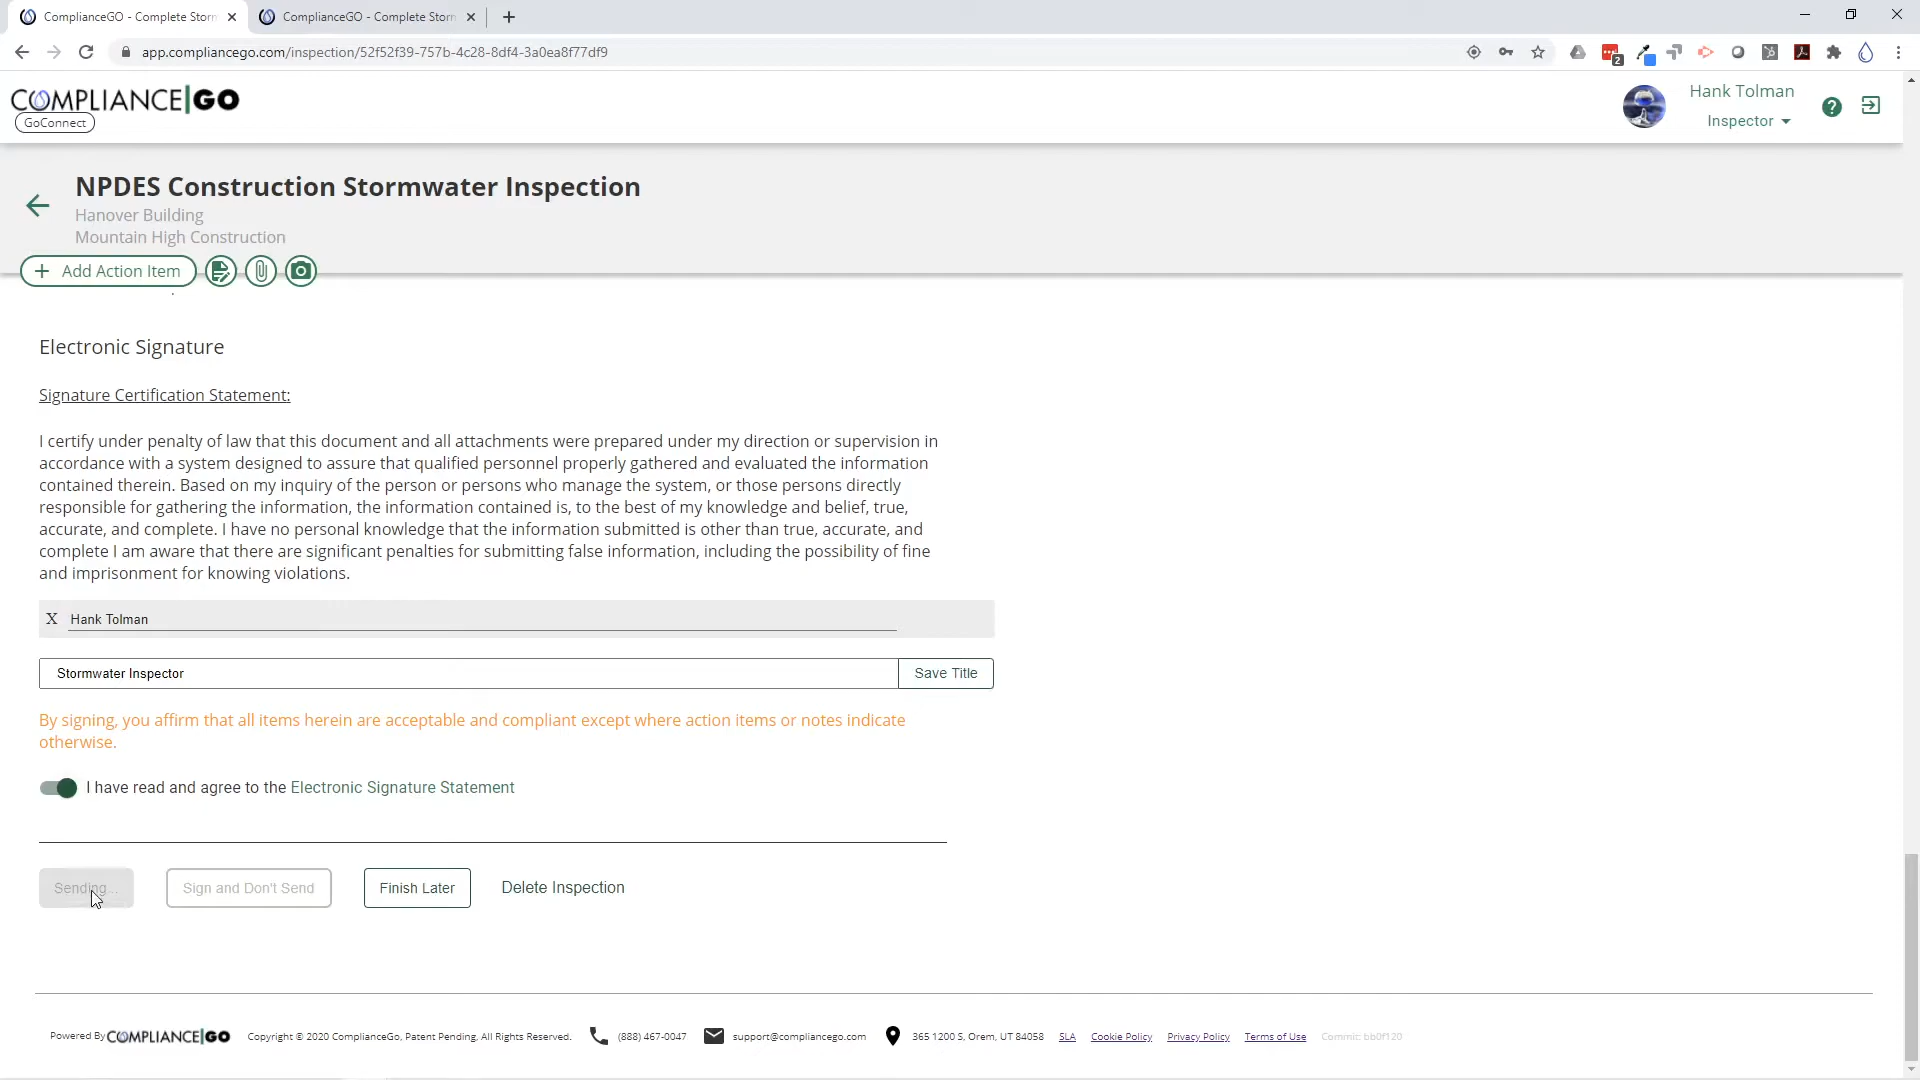 ComplianceGO - Complete Storm
ComplianceGO - Complete Storm
app.compliancego.com/inspection/52f52f39-757b-4c28-8df4-3a0ea8f77df9
2
COMPLIANCE|GO
GoConnect
Hank Tolman
Inspector
NPDES Construction Stormwater Inspection
Hanover Building
Mountain High Construction
+ Add Action Item
Electronic Signature
Signature Certification Statement:
I certify under penalty of law that this document and all attachments were prepared under my direction or supervision in
accordance with a system designed to assure that qualified personnel properly gathered and evaluated the information
contained therein. Based on my inquiry of the person or persons who manage the system, or those persons directly
responsible for gathering the information, the information contained is, to the best of my knowledge and belief, true,
accurate, and complete. I have no personal knowledge that the information submitted is other than true, accurate, and
complete I am aware that there are significant penalties for submitting false information, including the possibility of fine
and imprisonment for knowing violations.
X Hank Tolman
Stormwater Inspector Save Title
By signing, you affirm that all items herein are acceptable and compliant except where action items or notes indicate
otherwise.
I have read and agree to the Electronic Signature Statement
Sending... Sign and Don't Send Finish Later Delete Inspection
Powered By COMPLIANCE|GO Copyright © 2020 ComplianceGo, Patent Pending, All Rights Reserved. (888) 467-0047 support@compliancego.com 365 1200 S, Orem, UT 84058 SLA Cookie Policy Privacy Policy Terms of Use Commit: bb0f120